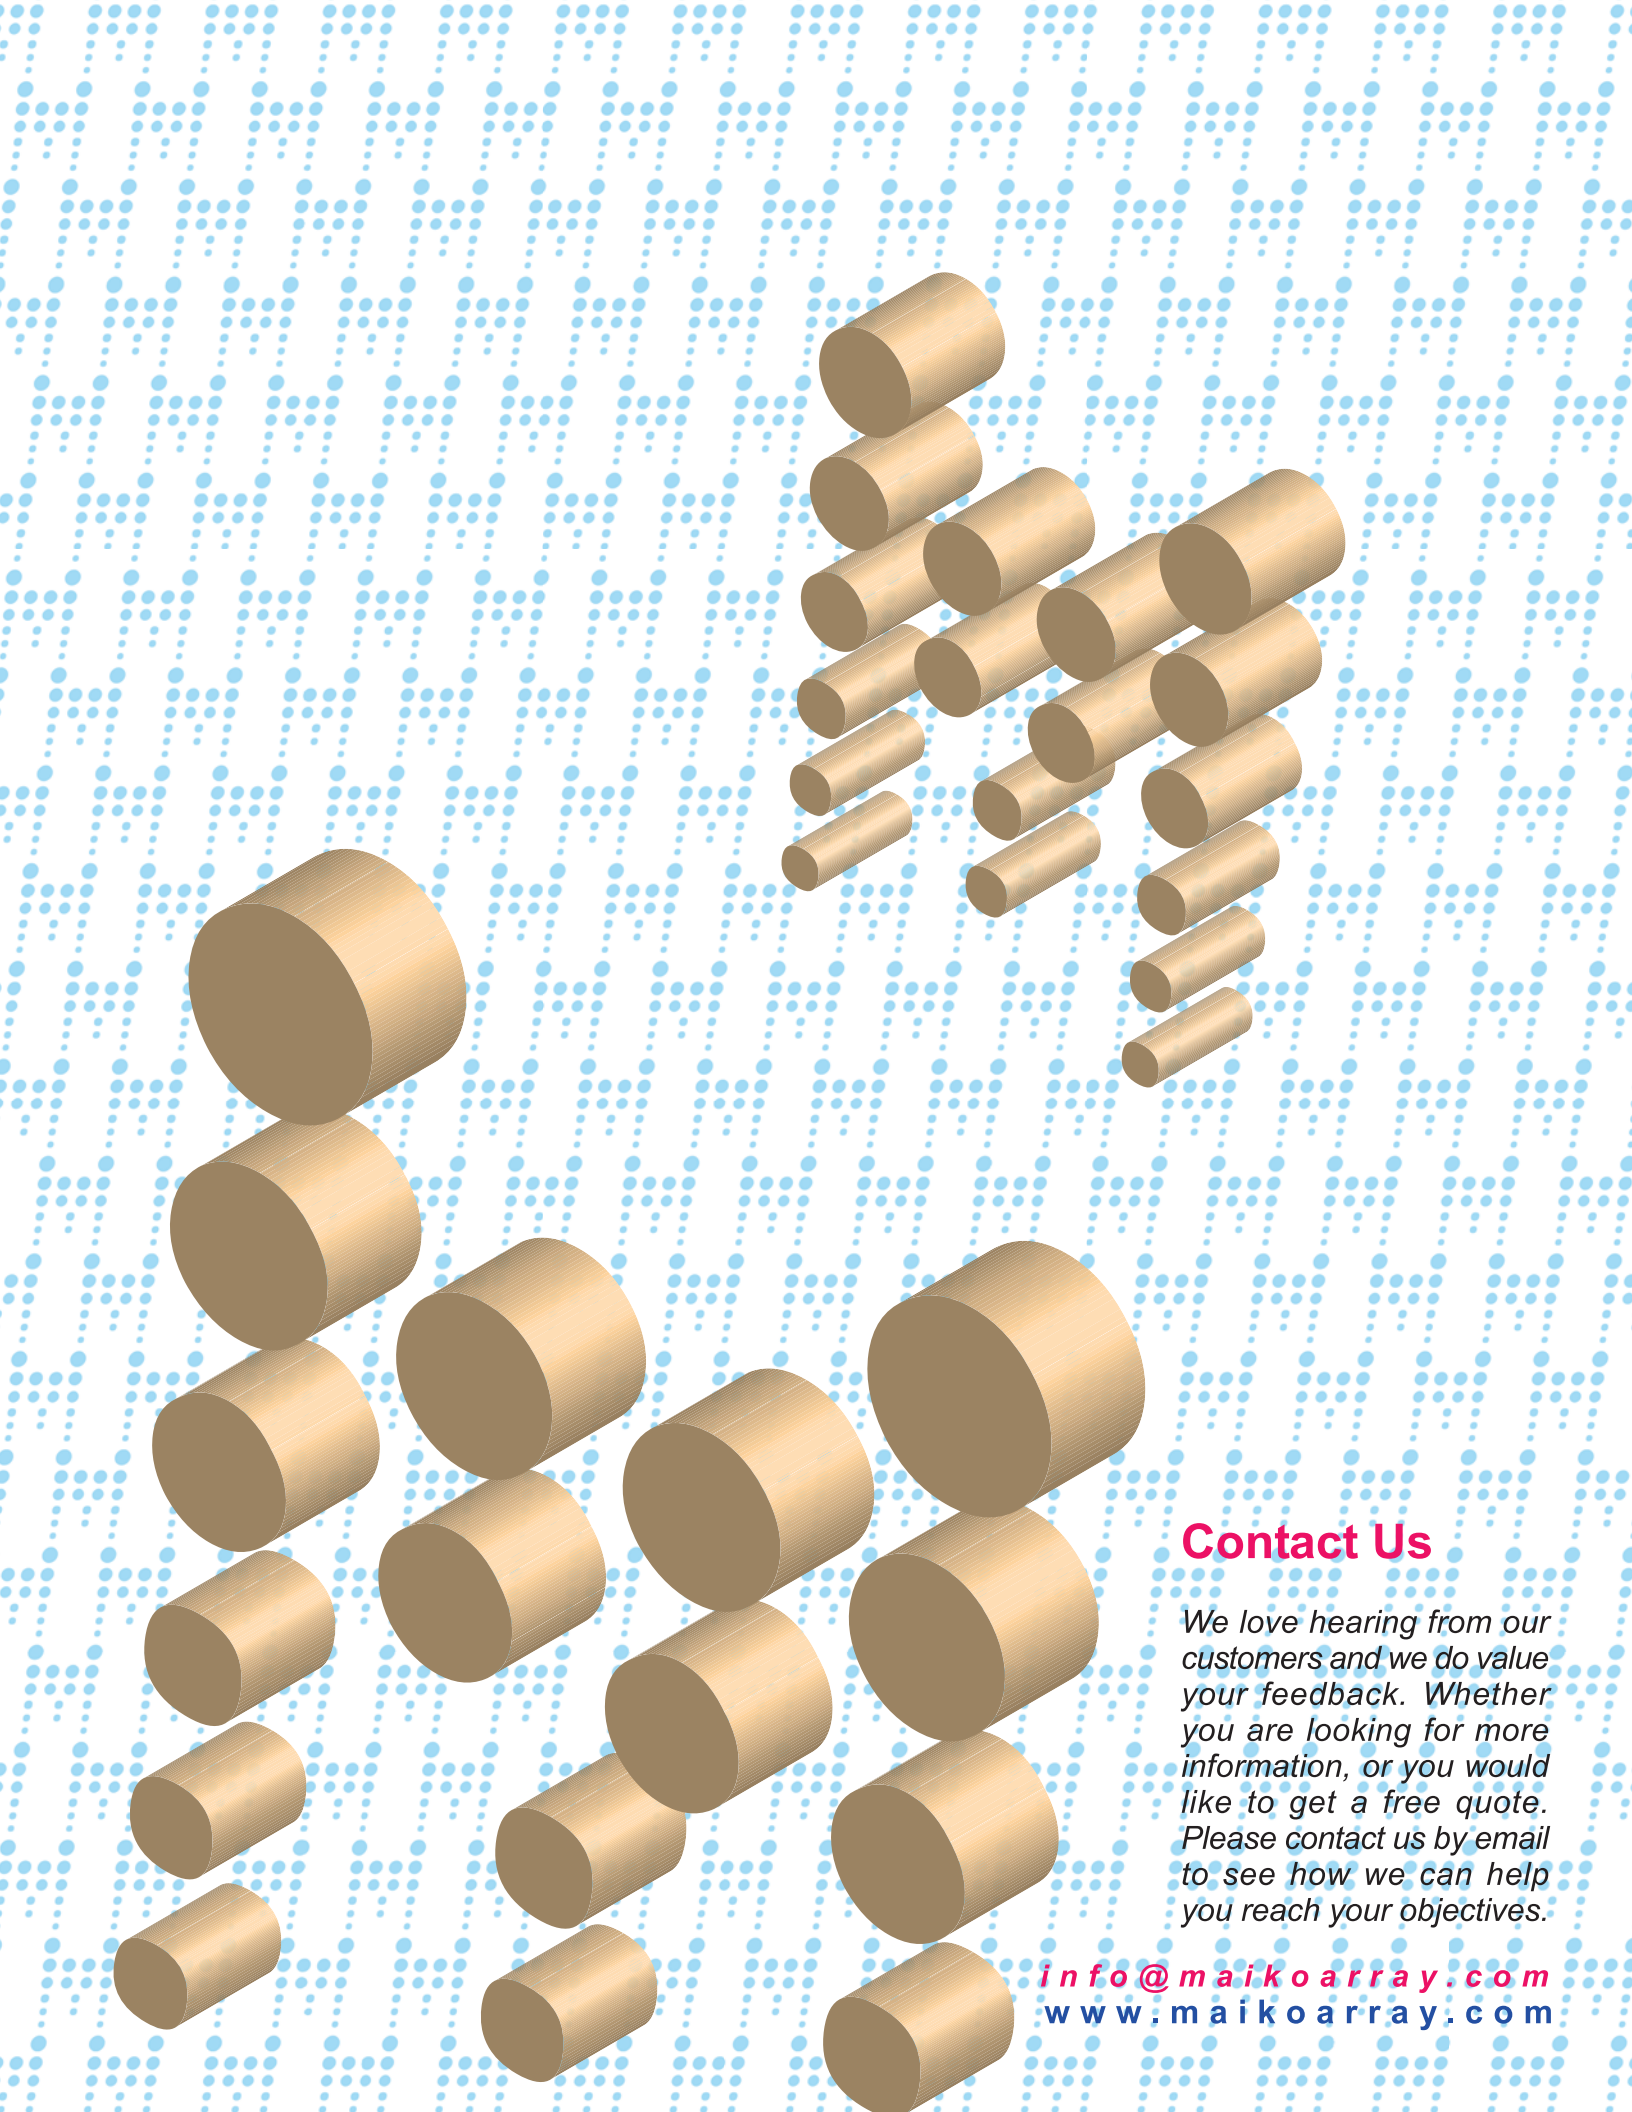 Contact Us
We love hearing from our
customers and we do value
your feedback. Whether
you are looking for more
information, or you would
like to get a free quote.
Please contact us by email
to see how we can help
you reach your objectives.
info@maikoarray.com
www.maikoarray.com